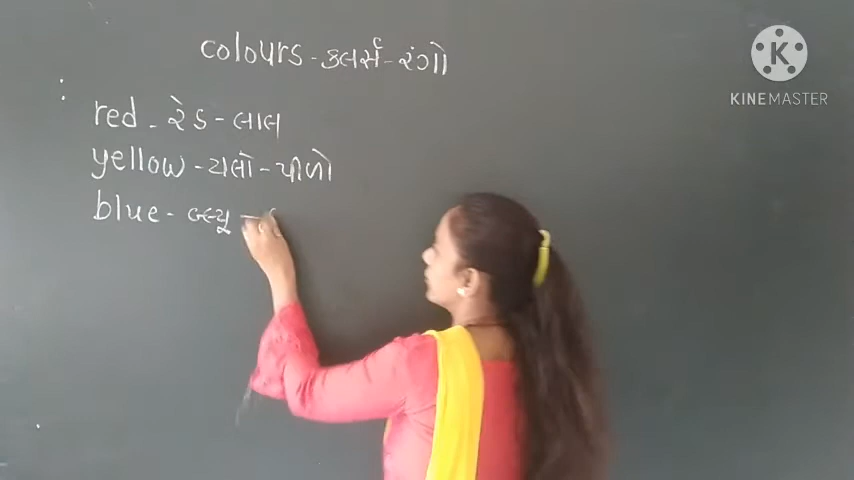 colours - કલર્સ - રંગો
red - રેડ - લાલ
yellow - યલો - પીળો
blue - બ્લ્યૂ -
KINEMASTER